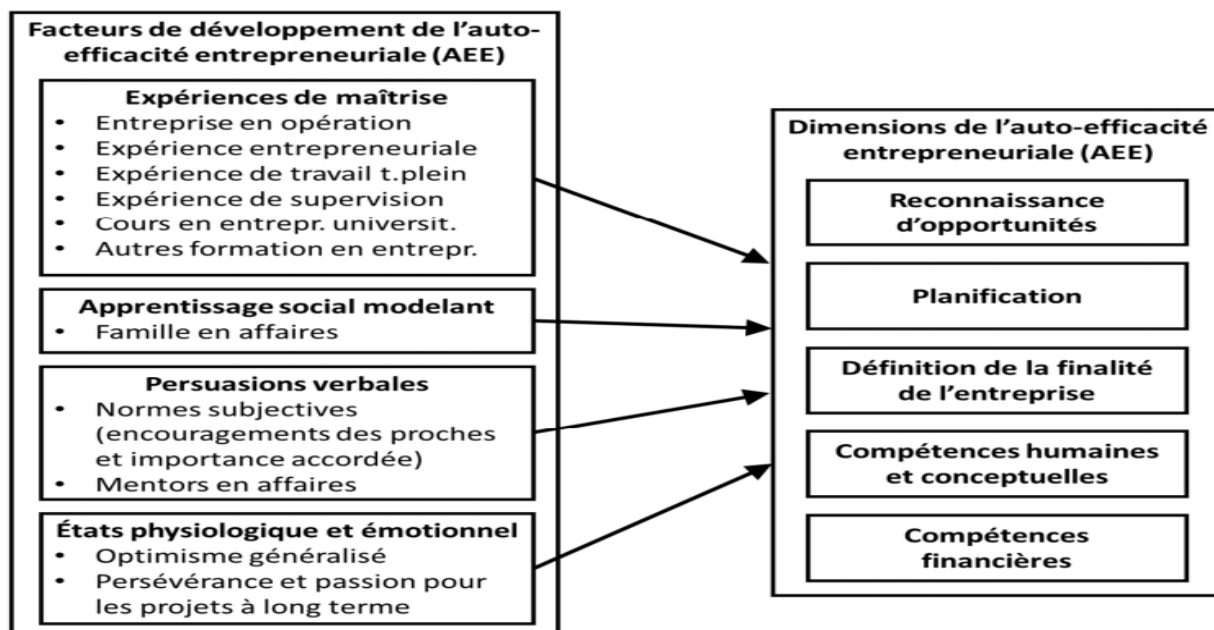 Facteurs de développement de l'auto-
efficacité entrepreneuriale (AEE)
Expériences de maîtrise
• Entreprise en opération
• Expérience entrepreneuriale
• Expérience de travail t.plein
• Expérience de supervision
• Cours en entrepr. universit.
• Autres formation en entrepr.
Apprentissage social modelant
• Famille en affaires
Persuasions verbales
• Normes subjectives
(encouragements des proches
et importance accordée)
• Mentors en affaires
États physiologique et émotionnel
• Optimisme généralisé
• Persévérance et passion pour
les projets à long terme
Dimensions de l'auto-efficacité
entrepreneuriale (AEE)
Reconnaissance
d'opportunités
Planification
Définition de la finalité
de l'entreprise
Compétences humaines
et conceptuelles
Compétences
financières